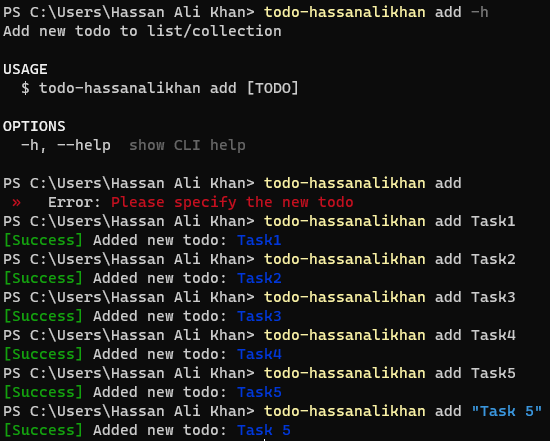 PS C:\Users\Hassan Ali Khan> todo-hassanalikhan add -h
Add new todo to list/collection
USAGE
$ todo-hassanalikhan add [TODO]
OPTIONS
-h, --help  show CLI help
PS C:\Users\Hassan Ali Khan> todo-hassanalikhan add
»   Error: Please specify the new todo
PS C:\Users\Hassan Ali Khan> todo-hassanalikhan add Task1
[Success] Added new todo: Task1
PS C:\Users\Hassan Ali Khan> todo-hassanalikhan add Task2
[Success] Added new todo: Task2
PS C:\Users\Hassan Ali Khan> todo-hassanalikhan add Task3
[Success] Added new todo: Task3
PS C:\Users\Hassan Ali Khan> todo-hassanalikhan add Task4
[Success] Added new todo: Task4
PS C:\Users\Hassan Ali Khan> todo-hassanalikhan add Task5
[Success] Added new todo: Task5
PS C:\Users\Hassan Ali Khan> todo-hassanalikhan add "Task 5"
[Success] Added new todo: Task 5